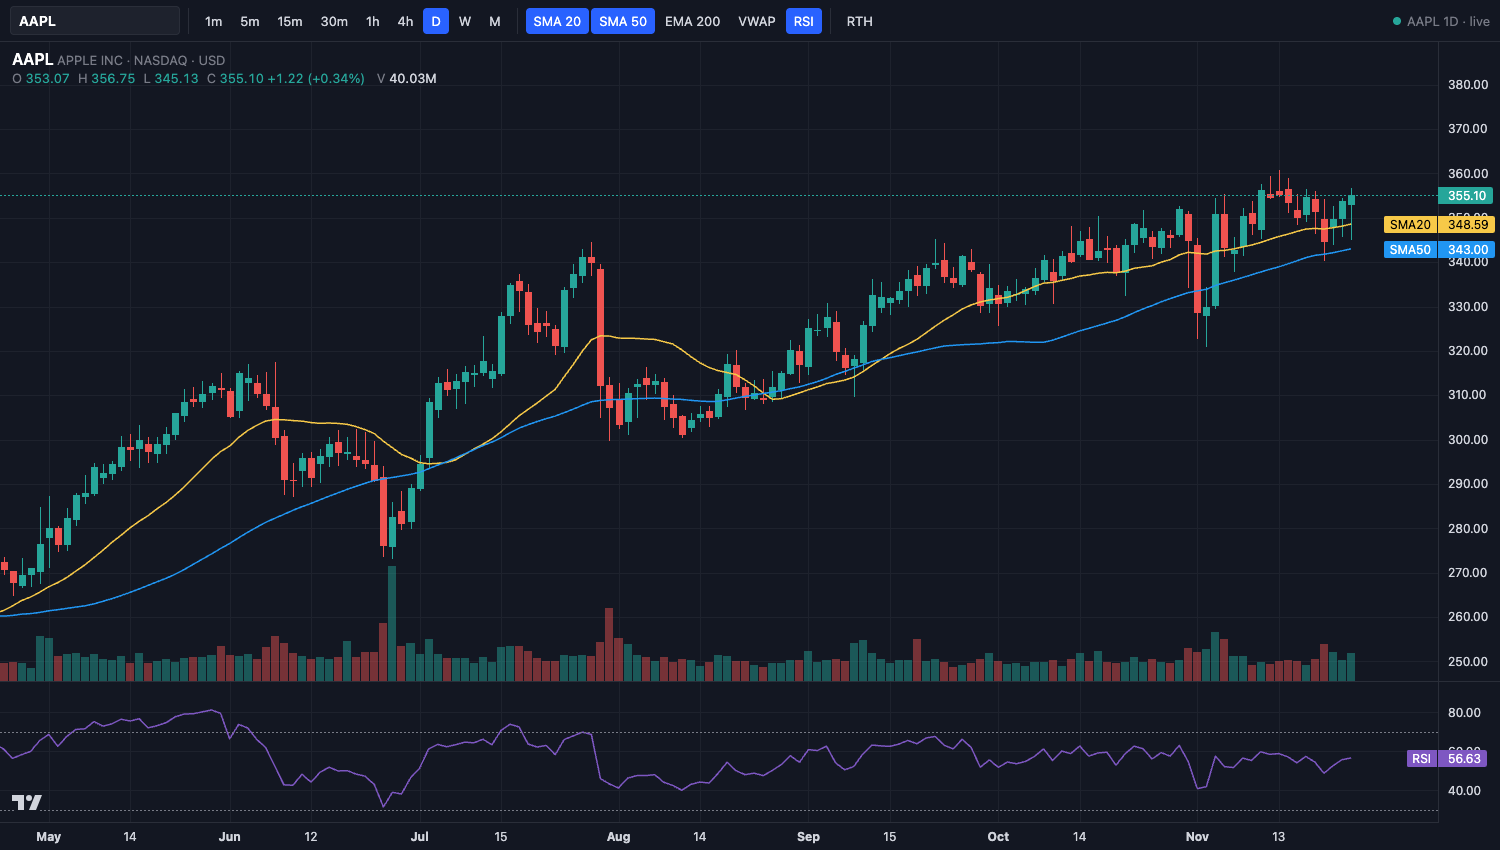 AAPL 1m 5m 15m 30m 1h 4h D W M SMA 20 SMA 50 EMA 200 VWAP RSI RTH AAPL 1D · live
AAPL APPLE INC · NASDAQ · USD
O 353.07 H 356.75 L 345.13 C 355.10 +1.22 (+0.34%) V 40.03M
380.00
370.00
360.00
355.10
SMA20 348.59
SMA50 343.00
340.00
330.00
320.00
310.00
300.00
290.00
280.00
270.00
260.00
250.00
80.00
RSI 56.63
40.00
May 14 Jun 12 Jul 15 Aug 14 Sep 15 Oct 14 Nov 13